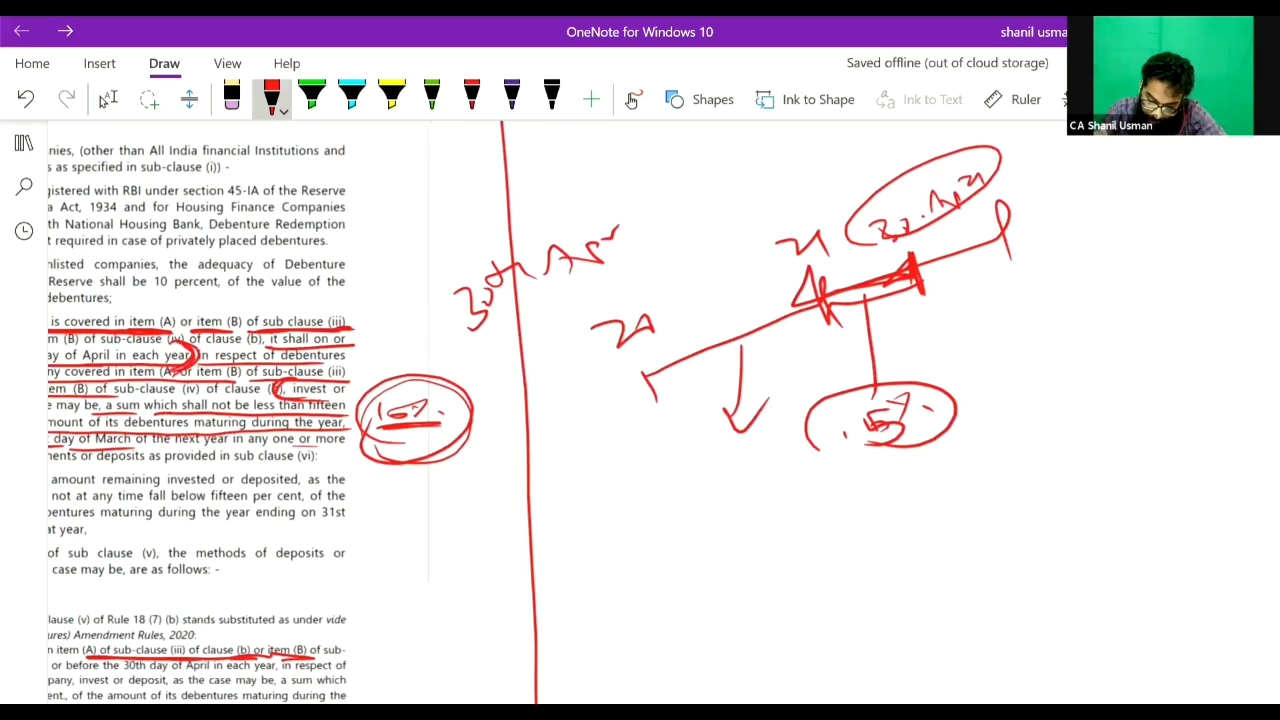 OneNote for Windows 10
shanil usma
Home Insert Draw View Help
Saved offline (out of cloud storage)
Shapes Ink to Shape Ink to Text Ruler
CA Shanil Usman
nies, (other than All India financial Institutions and
s as specified in sub-clause (i)) -
gistered with RBI under section 45-IA of the Reserve
a Act, 1934 and for Housing Finance Companies
th National Housing Bank, Debenture Redemption
t required in case of privately placed debentures.
nlisted companies, the adequacy of Debenture
Reserve shall be 10 percent, of the value of the
debentures;
is covered in item (A) or item (B) of sub clause (iii)
m (B) of sub-clause (iv) of clause (b), it shall on or
ay of April in each year, in respect of debentures
ny covered in item (A) or item (B) of sub-clause (iii)
em (B) of sub-clause (iv) of clause , invest or
e may be, a sum which shall not be less than fifteen
mount of its debentures maturing during the year,
t day of March of the next year in any one or more
ments or deposits as provided in sub clause (vi):
amount remaining invested or deposited, as the
not at any time fall below fifteen per cent, of the
bentures maturing during the year ending on 31st
at year,
of sub clause (v), the methods of deposits or
case may be, are as follows: -
lause (v) of Rule 18 (7) (b) stands substituted as under vide
ures) Amendment Rules, 2020:
n item (A) of sub-clause (iii) of clause (b) or item (B) of sub-
or before the 30th day of April in each year, in respect of
pany, invest or deposit, as the case may be, a sum which
ent., of the amount of its debentures maturing during the
30th Apr
20
21